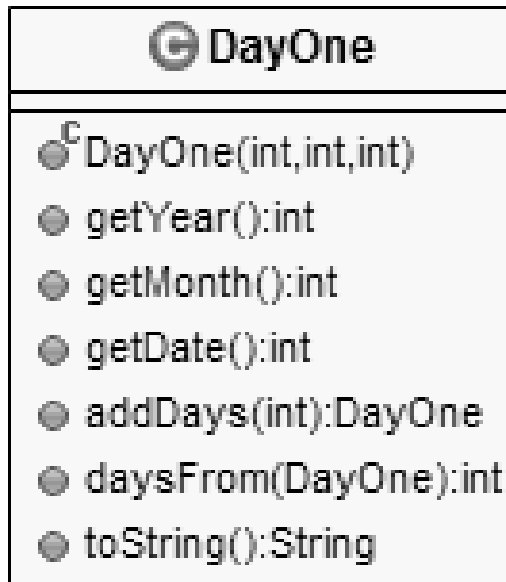 C DayOne
C DayOne(int,int,int)
getYear():int
getMonth():int
getDate():int
addDays(int):DayOne
daysFrom(DayOne):int
toString():String